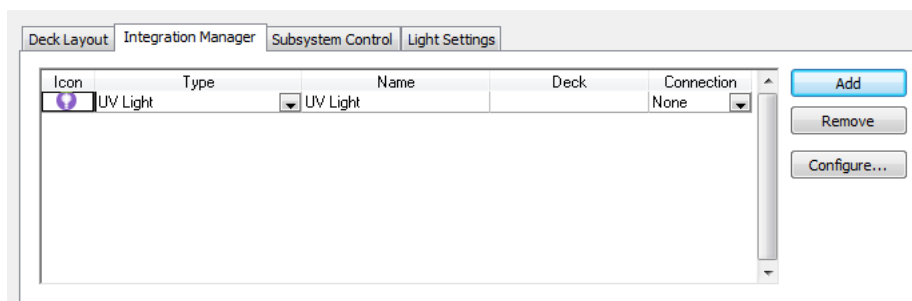 Deck Layout Integration Manager Subsystem Control Light Settings
Icon Type Name Deck Connection
UV Light UV Light None
Add
Remove
Configure...